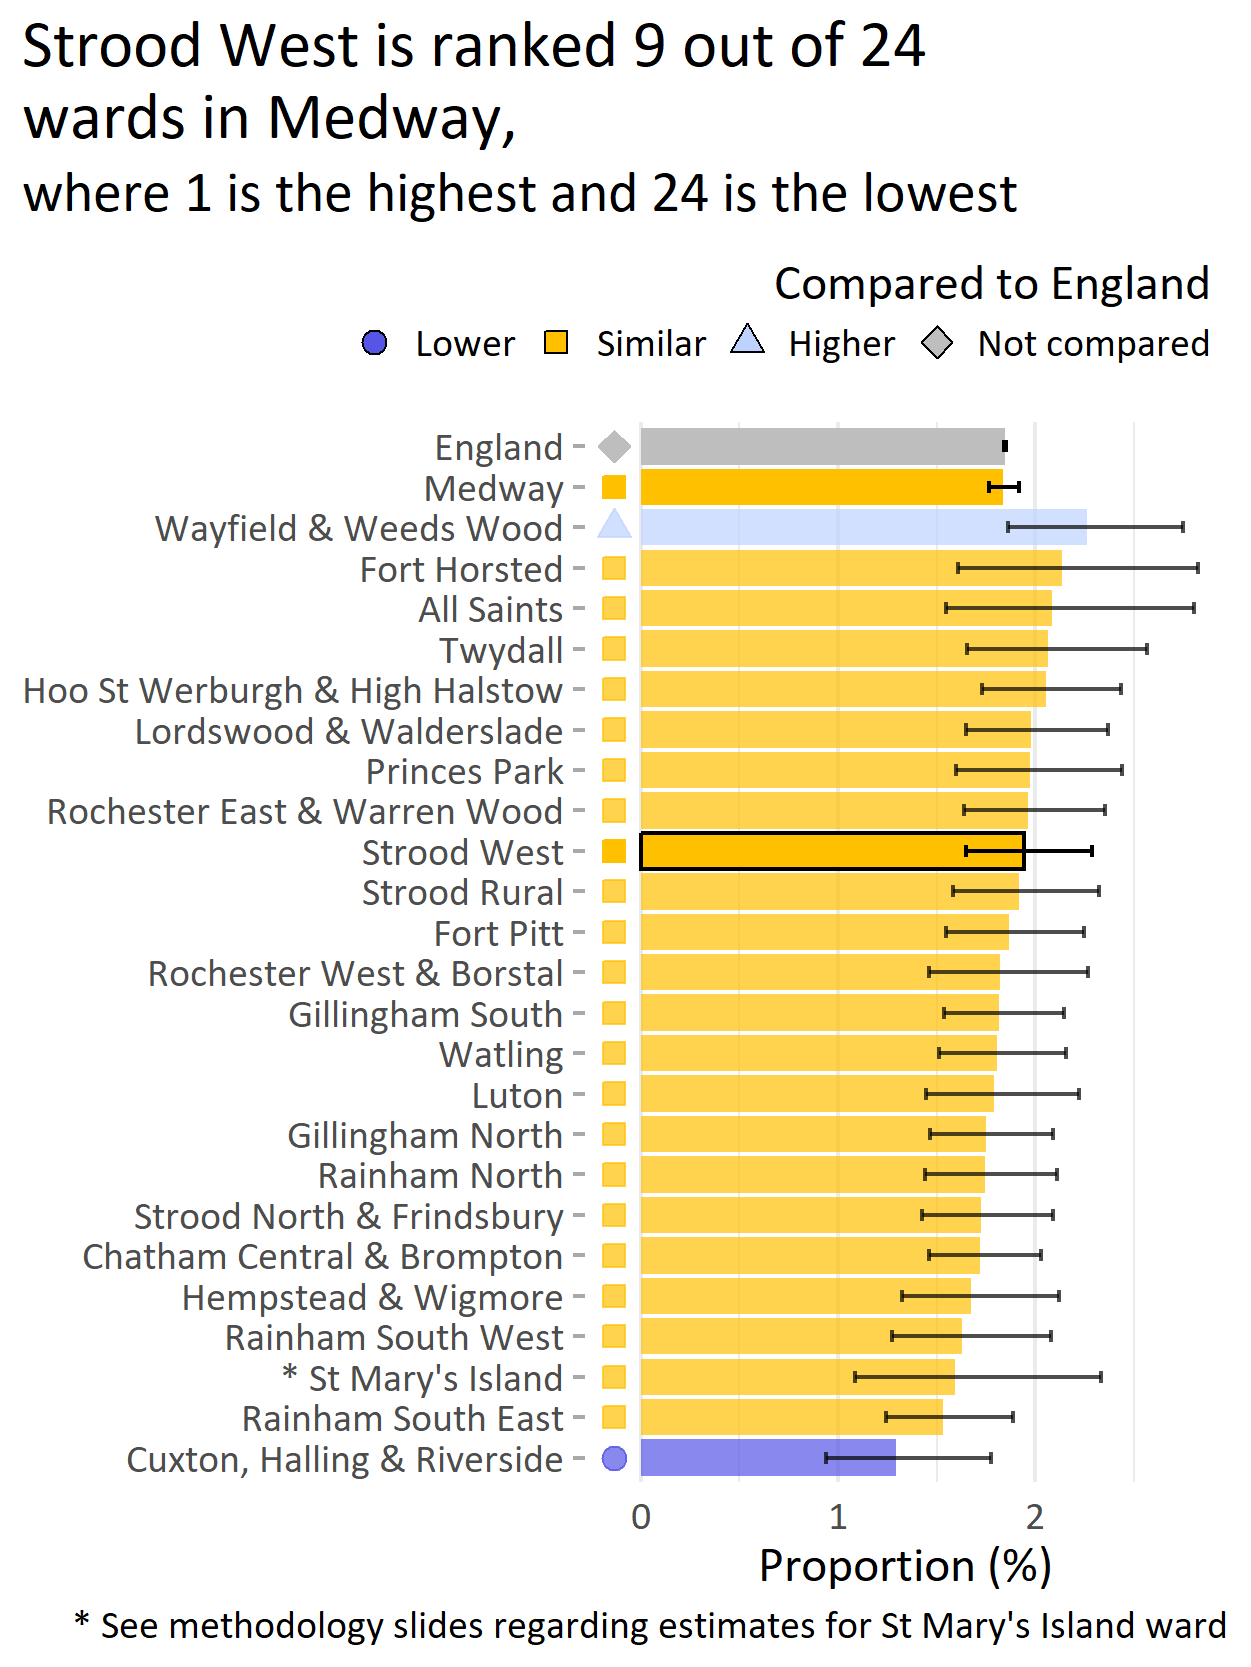 Strood West is ranked 9 out of 24
wards in Medway,
where 1 is the highest and 24 is the lowest
Compared to England
Lower Similar Higher Not compared
England
Medway
Wayfield & Weeds Wood
Fort Horsted
All Saints
Twydall
Hoo St Werburgh & High Halstow
Lordswood & Walderslade
Princes Park
Rochester East & Warren Wood
Strood West
Strood Rural
Fort Pitt
Rochester West & Borstal
Gillingham South
Watling
Luton
Gillingham North
Rainham North
Strood North & Frindsbury
Chatham Central & Brompton
Hempstead & Wigmore
Rainham South West
* St Mary's Island
Rainham South East
Cuxton, Halling & Riverside
0 1 2
Proportion (%)
* See methodology slides regarding estimates for St Mary's Island ward